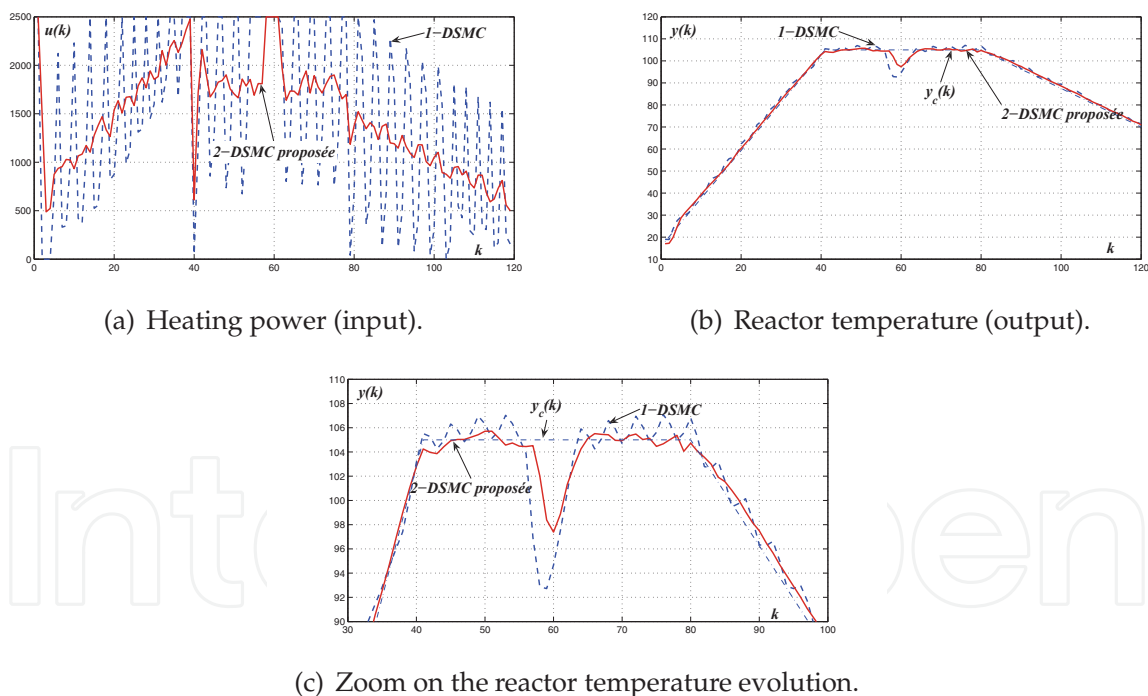 2500
2000
1500
1000
500
0
u(k)
1−DSMC
2−DSMC proposée
k
0 20 40 60 80 100 120
(a) Heating power (input).
120
110
100
90
80
70
60
50
40
30
20
10
y(k)
1−DSMC
y_c(k)
2−DSMC proposée
k
0 20 40 60 80 100 120
(b) Reactor temperature (output).
110
108
106
104
102
100
98
96
94
92
90
y(k)
y_c(k)
1−DSMC
2−DSMC proposée
k
30 40 50 60 70 80 90 100
(c) Zoom on the reactor temperature evolution.